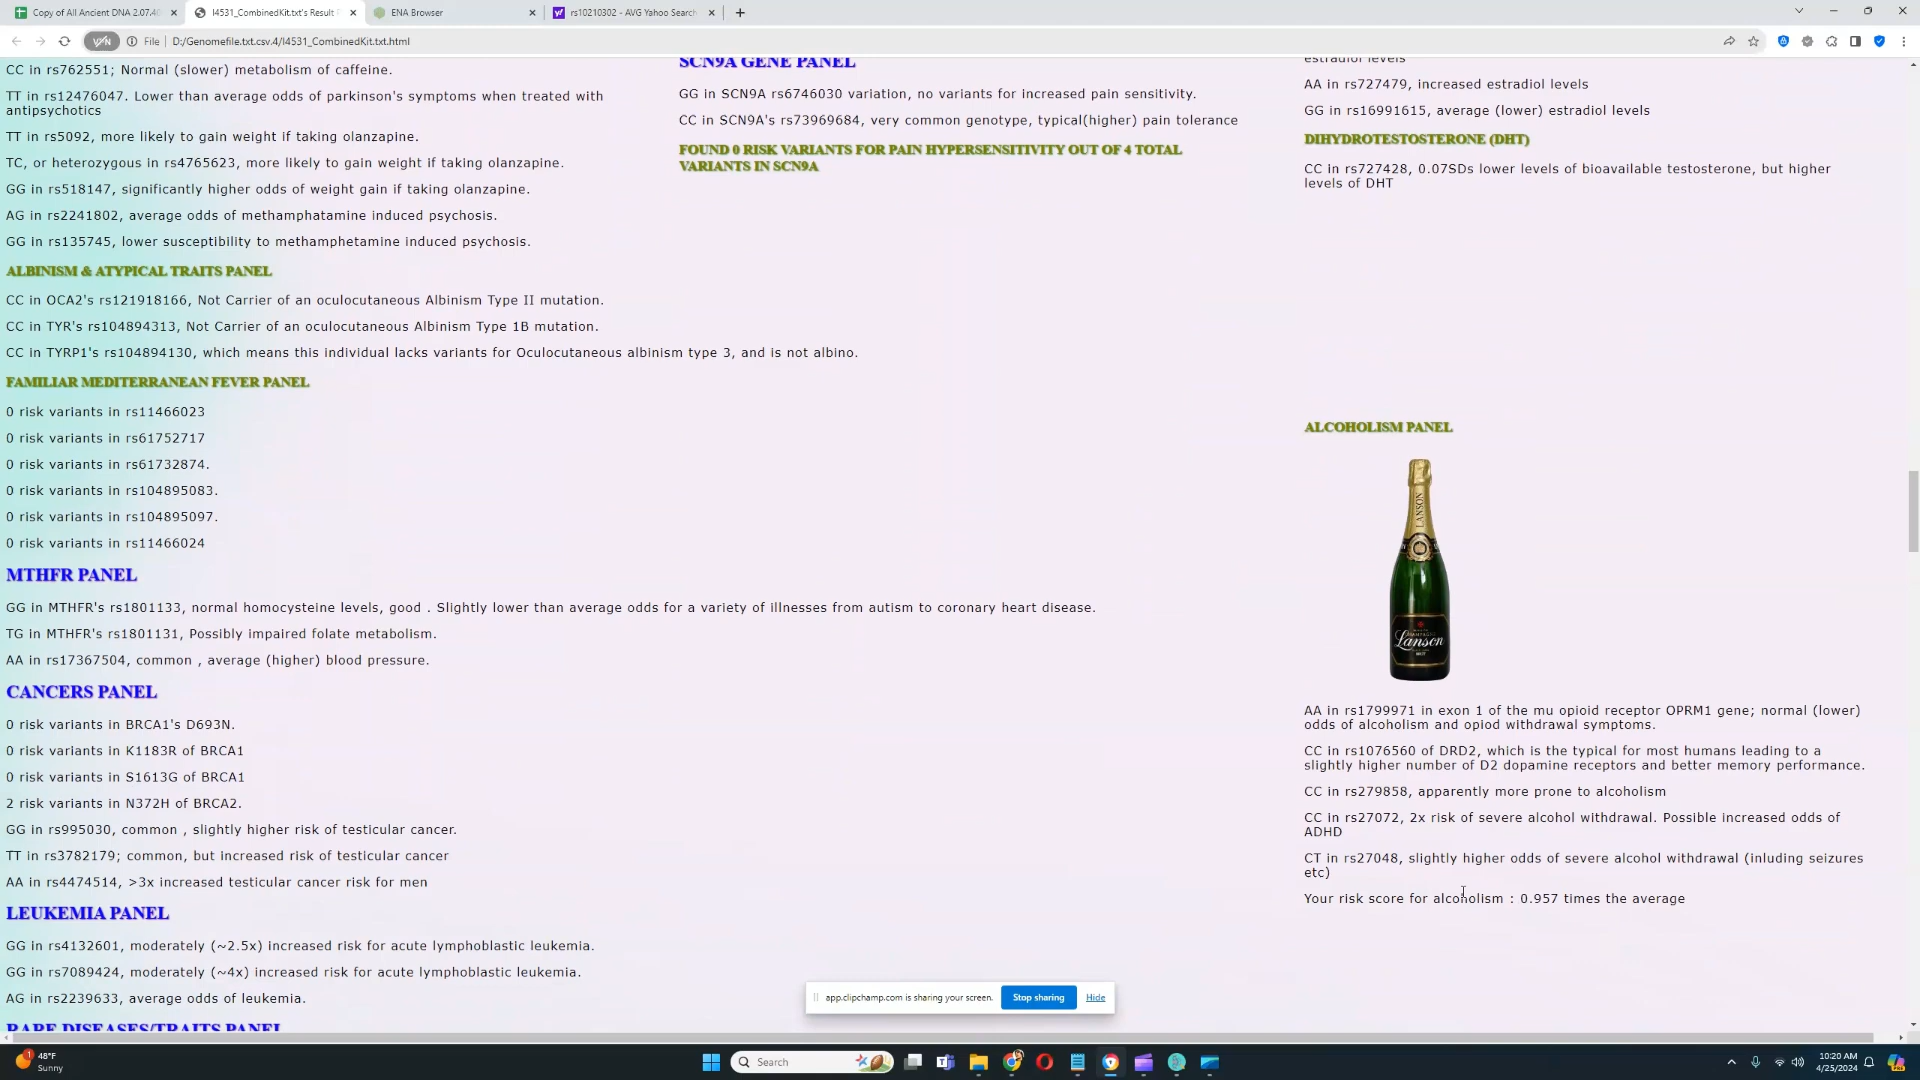 Copy of All Ancient DNA 2.07.4
I4531_CombinedKit.txt's Result
ENA Browser
rs10210302 - AVG Yahoo Search
File
D:/Genomefile.txt.csv.4/I4531_CombinedKit.txt.html
CC in rs762551; Normal (slower) metabolism of caffeine.
TT in rs12476047. Lower than average odds of parkinson's symptoms when treated with
antipsychotics
TT in rs5092, more likely to gain weight if taking olanzapine.
TC, or heterozygous in rs4765623, more likely to gain weight if taking olanzapine.
GG in rs518147, significantly higher odds of weight gain if taking olanzapine.
AG in rs2241802, average odds of methamphatamine induced psychosis.
GG in rs135745, lower susceptibility to methamphetamine induced psychosis.
ALBINISM & ATYPICAL TRAITS PANEL
CC in OCA2's rs121918166, Not Carrier of an oculocutaneous Albinism Type II mutation.
CC in TYR's rs104894313, Not Carrier of an oculocutaneous Albinism Type 1B mutation.
CC in TYRP1's rs104894130, which means this individual lacks variants for Oculocutaneous albinism type 3, and is not albino.
FAMILIAR MEDITERRANEAN FEVER PANEL
0 risk variants in rs11466023
0 risk variants in rs61752717
0 risk variants in rs61732874.
0 risk variants in rs104895083.
0 risk variants in rs104895097.
0 risk variants in rs11466024
MTHFR PANEL
GG in MTHFR's rs1801133, normal homocysteine levels, good . Slightly lower than average odds for a variety of illnesses from autism to coronary heart disease.
TG in MTHFR's rs1801131, Possibly impaired folate metabolism.
AA in rs17367504, common , average (higher) blood pressure.
CANCERS PANEL
0 risk variants in BRCA1's D693N.
0 risk variants in K1183R of BRCA1
0 risk variants in S1613G of BRCA1
2 risk variants in N372H of BRCA2.
GG in rs995030, common , slightly higher risk of testicular cancer.
TT in rs3782179; common, but increased risk of testicular cancer
AA in rs4474514, >3x increased testicular cancer risk for men
LEUKEMIA PANEL
GG in rs4132601, moderately (~2.5x) increased risk for acute lymphoblastic leukemia.
GG in rs7089424, moderately (~4x) increased risk for acute lymphoblastic leukemia.
AG in rs2239633, average odds of leukemia.
RARE DISEASES/TRAITS PANEL
SCN9A GENE PANEL
GG in SCN9A rs6746030 variation, no variants for increased pain sensitivity.
CC in SCN9A's rs73969684, very common genotype, typical(higher) pain tolerance
FOUND 0 RISK VARIANTS FOR PAIN HYPERSENSITIVITY OUT OF 4 TOTAL
VARIANTS IN SCN9A
estradiol levels
AA in rs727479, increased estradiol levels
GG in rs16991615, average (lower) estradiol levels
DIHYDROTESTOSTERONE (DHT)
CC in rs727428, 0.07SDs lower levels of bioavailable testosterone, but higher
levels of DHT
ALCOHOLISM PANEL
LANSON
Lanson
AA in rs1799971 in exon 1 of the mu opioid receptor OPRM1 gene; normal (lower)
odds of alcoholism and opiod withdrawal symptoms.
CC in rs1076560 of DRD2, which is the typical for most humans leading to a
slightly higher number of D2 dopamine receptors and better memory performance.
CC in rs279858, apparently more prone to alcoholism
CC in rs27072, 2x risk of severe alcohol withdrawal. Possible increased odds of
ADHD
CT in rs27048, slightly higher odds of severe alcohol withdrawal (inluding seizures
etc)
Your risk score for alcoholism : 0.957 times the average
app.clipchamp.com is sharing your screen.
Stop sharing
Hide
1
48°F
Sunny
Search
10:20 AM
4/25/2024